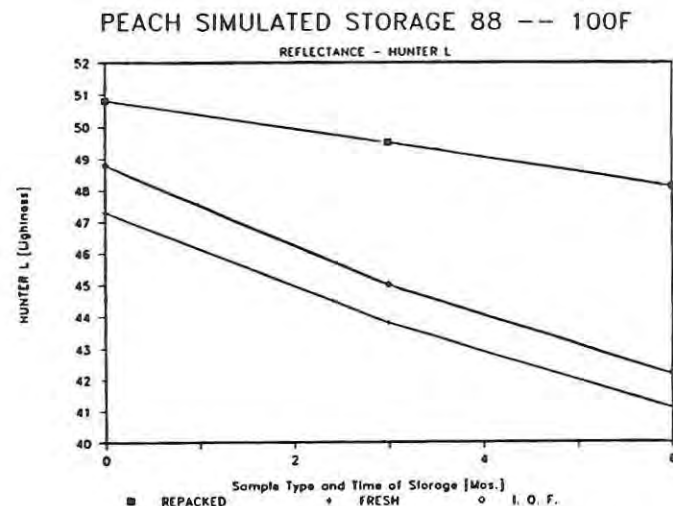 PEACH SIMULATED STORAGE 88 -- 100F
REFLECTANCE - HUNTER L
52
51
50
49
48
47
46
45
44
43
42
41
40
HUNTER L [Lightness]
0 2 4 6
Sample Type and Time of Storage [Mos.]
REPACKED + FRESH ◦ I. Q. F.